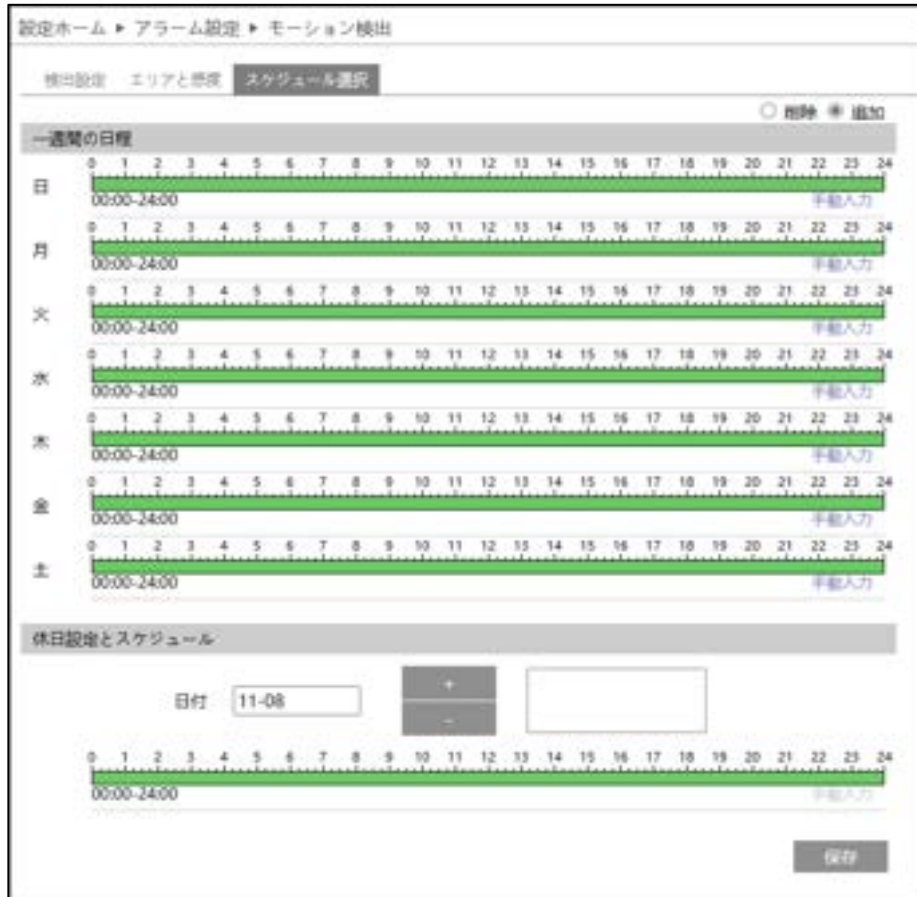 設定ホーム ▶ アラーム設定 ▶ モーション検出
検出設定 エリアと感度 スケジュール選択
削除 追加
一週間の日程
0 1 2 3 4 5 6 7 8 9 10 11 12 13 14 15 16 17 18 19 20 21 22 23 24
日
00:00-24:00 手動入力
0 1 2 3 4 5 6 7 8 9 10 11 12 13 14 15 16 17 18 19 20 21 22 23 24
月
00:00-24:00 手動入力
0 1 2 3 4 5 6 7 8 9 10 11 12 13 14 15 16 17 18 19 20 21 22 23 24
火
00:00-24:00 手動入力
0 1 2 3 4 5 6 7 8 9 10 11 12 13 14 15 16 17 18 19 20 21 22 23 24
水
00:00-24:00 手動入力
0 1 2 3 4 5 6 7 8 9 10 11 12 13 14 15 16 17 18 19 20 21 22 23 24
木
00:00-24:00 手動入力
0 1 2 3 4 5 6 7 8 9 10 11 12 13 14 15 16 17 18 19 20 21 22 23 24
金
00:00-24:00 手動入力
0 1 2 3 4 5 6 7 8 9 10 11 12 13 14 15 16 17 18 19 20 21 22 23 24
土
00:00-24:00 手動入力
休日設定とスケジュール
+
日付 11-08
-
0 1 2 3 4 5 6 7 8 9 10 11 12 13 14 15 16 17 18 19 20 21 22 23 24
00:00-24:00 手動入力
保存